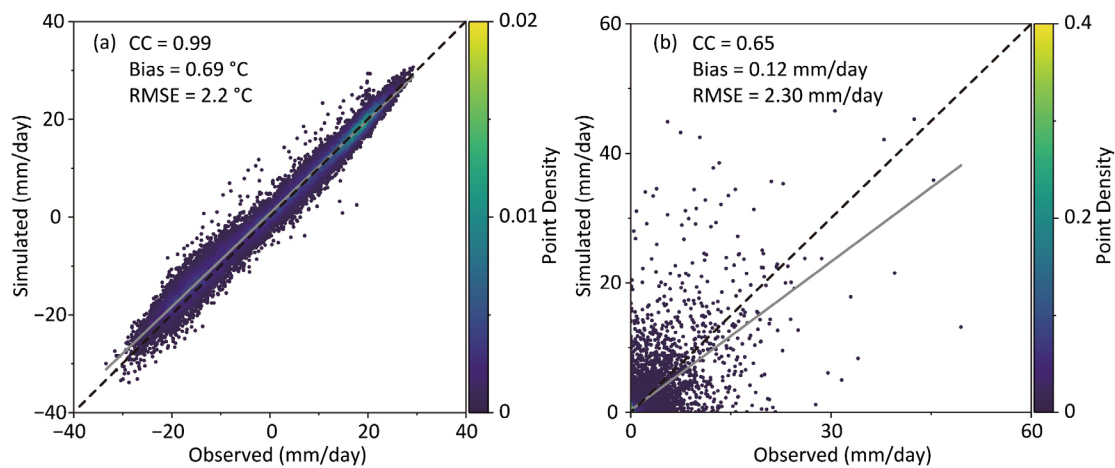 (a) CC = 0.99
Bias = 0.69 °C
RMSE = 2.2 °C
40
20
0
−20
−40
Simulated (mm/day)
−40
−20
0
20
40
Observed (mm/day)
0.02
0.01
0
Point Density
(b) CC = 0.65
Bias = 0.12 mm/day
RMSE = 2.30 mm/day
60
40
20
0
Simulated (mm/day)
0
30
60
Observed (mm/day)
0.4
0.2
0
Point Density